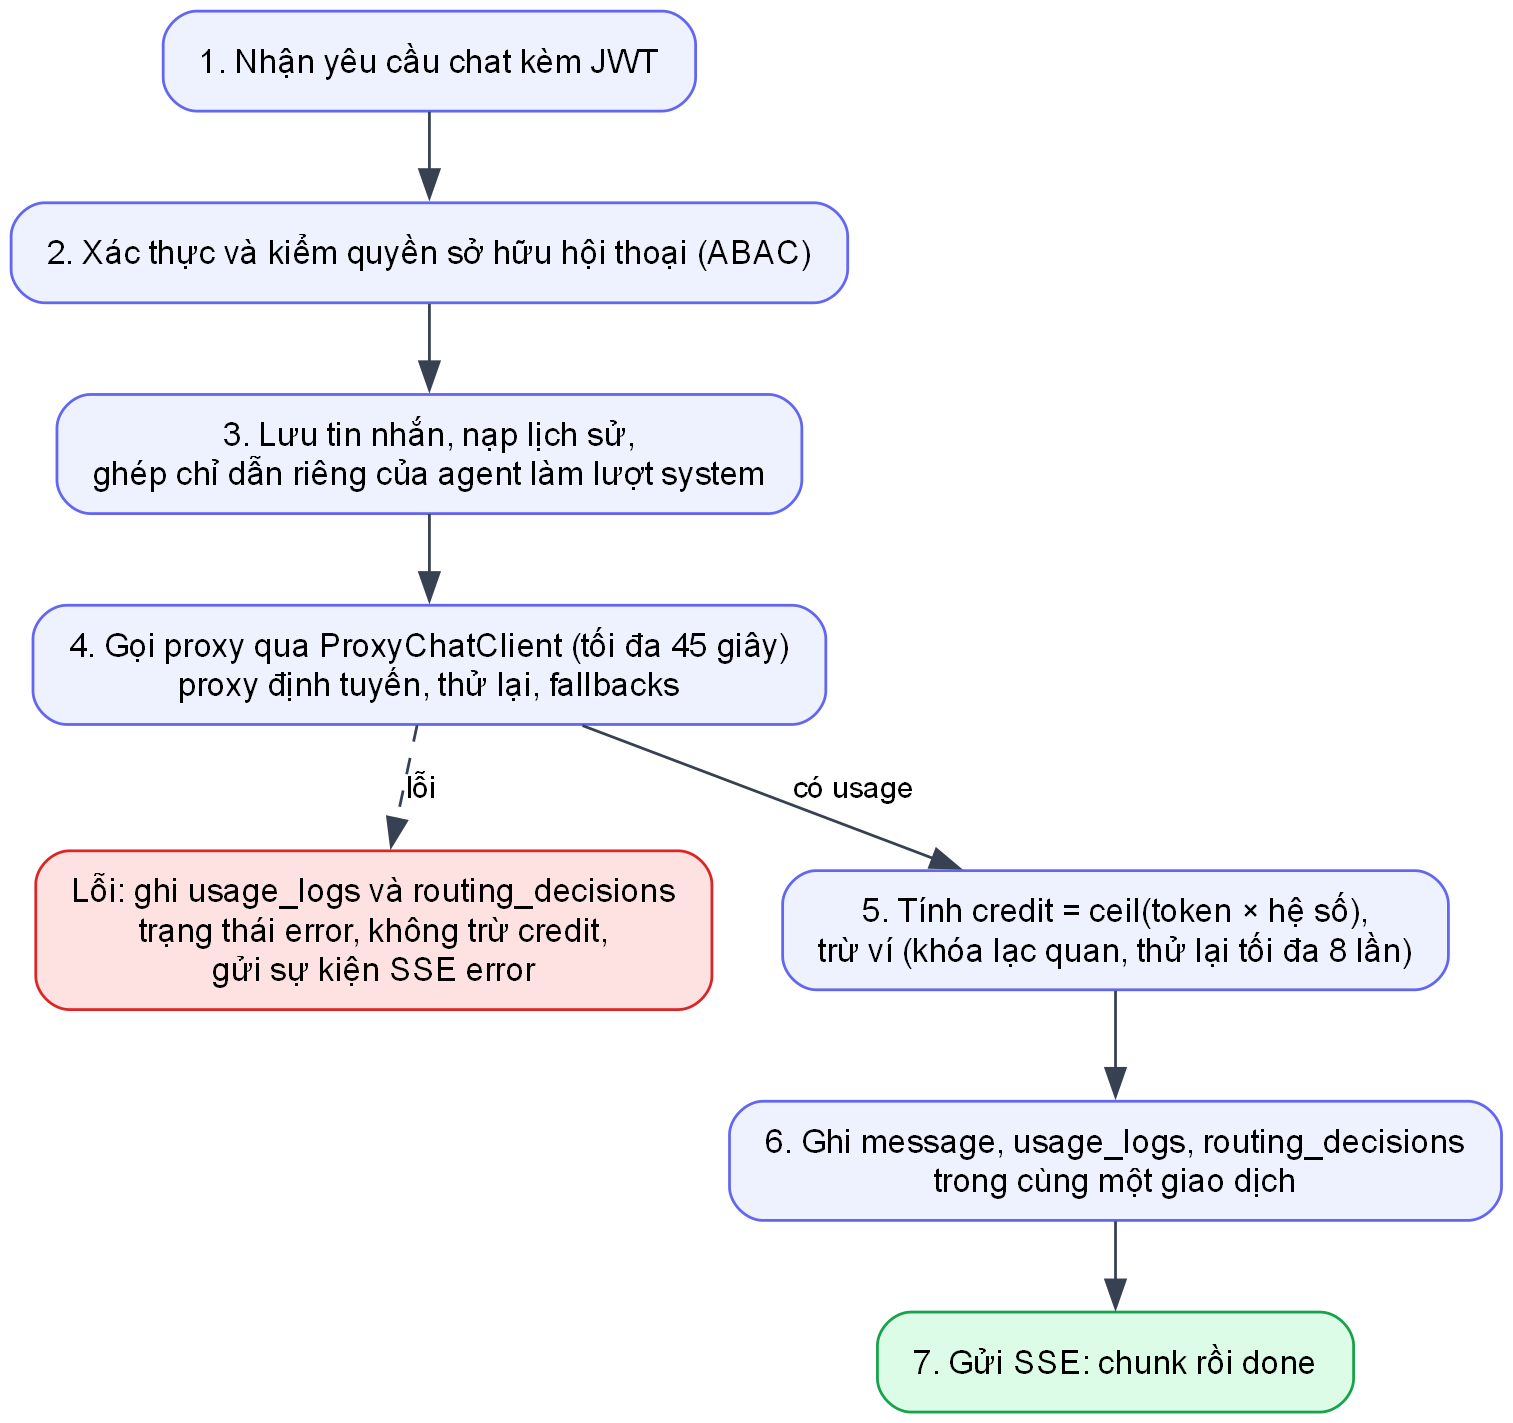 1. Nhận yêu cầu chat kèm JWT
2. Xác thực và kiểm quyền sở hữu hội thoại (ABAC)
3. Lưu tin nhắn, nạp lịch sử,
ghép chỉ dẫn riêng của agent làm lượt system
4. Gọi proxy qua ProxyChatClient (tối đa 45 giây)
proxy định tuyến, thử lại, fallbacks
lỗi
có usage
Lỗi: ghi usage_logs và routing_decisions
trạng thái error, không trừ credit,
gửi sự kiện SSE error
5. Tính credit = ceil(token × hệ số),
trừ ví (khóa lạc quan, thử lại tối đa 8 lần)
6. Ghi message, usage_logs, routing_decisions
trong cùng một giao dịch
7. Gửi SSE: chunk rồi done